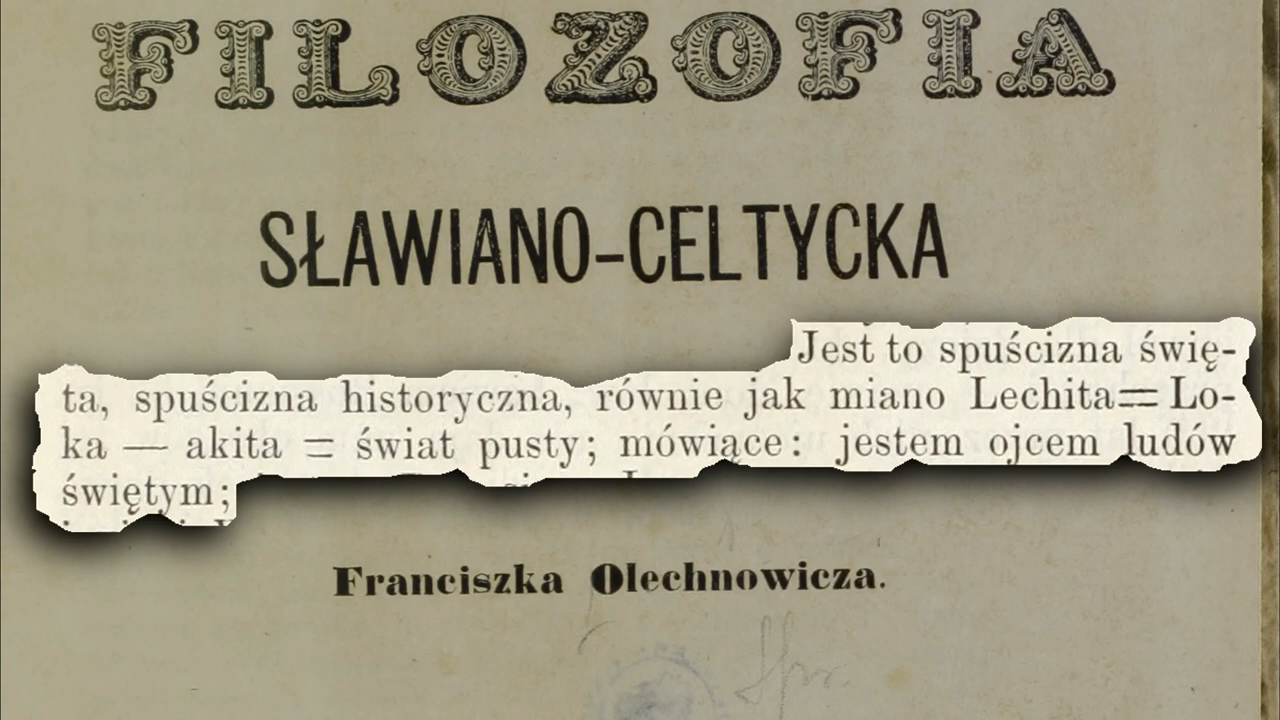 FILOZOFIA
SŁAWIANO-CELTYCKA
Jest to spuścizna świę-
ta, spuścizna historyczna, równie jak miano Lechita = Lo-
ka — akita = świat pusty; mówiące: jestem ojcem ludów
świętym;
Franciszka Olechnowicza.